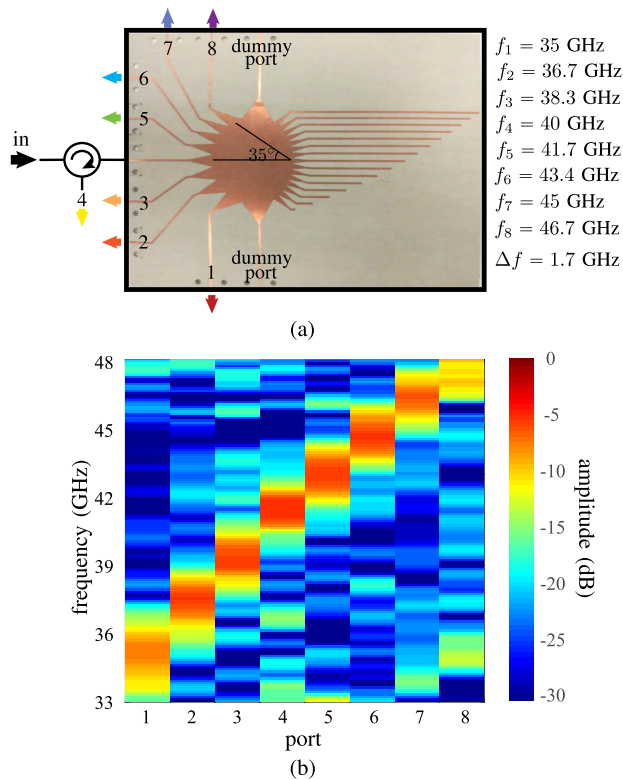 7
8
dummy
port
6
5
in
35°
4
3
2
1
dummy
port
f₁ = 35 GHz
f₂ = 36.7 GHz
f₃ = 38.3 GHz
f₄ = 40 GHz
f₅ = 41.7 GHz
f₆ = 43.4 GHz
f₇ = 45 GHz
f₈ = 46.7 GHz
Δf = 1.7 GHz
(a)
48
45
42
39
36
33
frequency (GHz)
1 2 3 4 5 6 7 8
port
0
-5
-10
-15
-20
-25
-30
amplitude (dB)
(b)